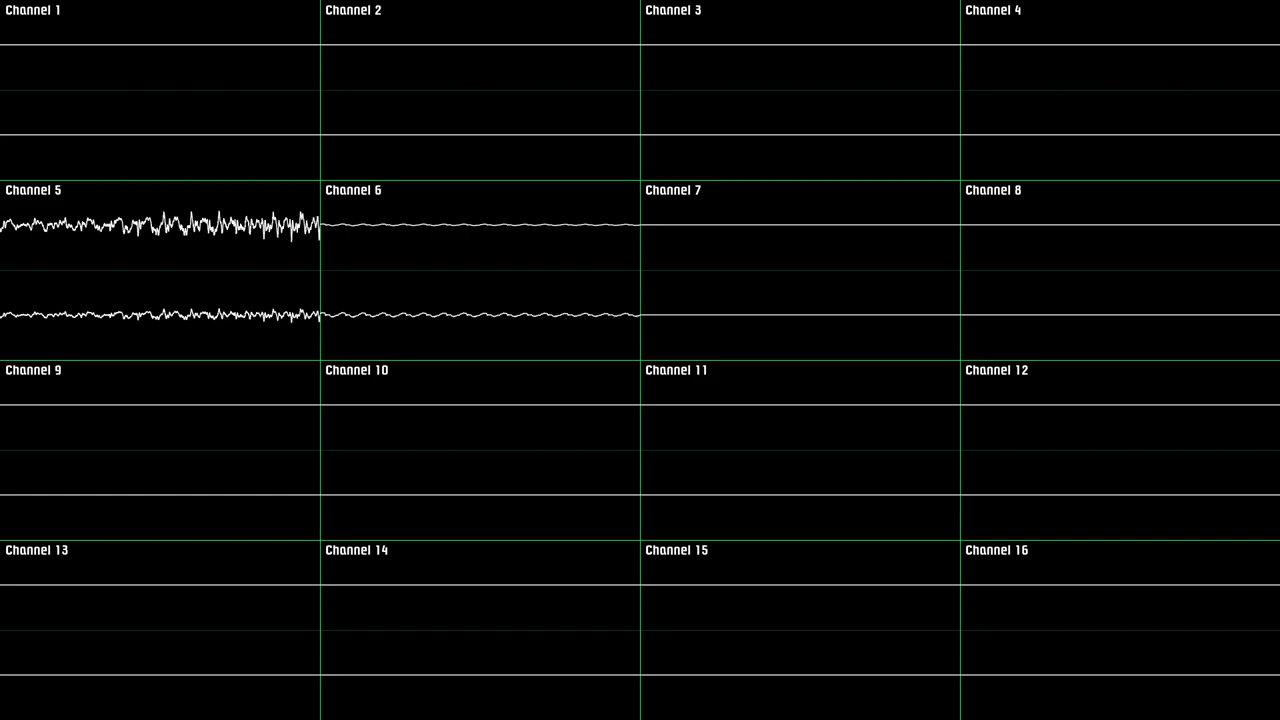 Channel 1
Channel 2
Channel 3
Channel 4
Channel 5
Channel 6
Channel 7
Channel 8
Channel 9
Channel 10
Channel 11
Channel 12
Channel 13
Channel 14
Channel 15
Channel 16